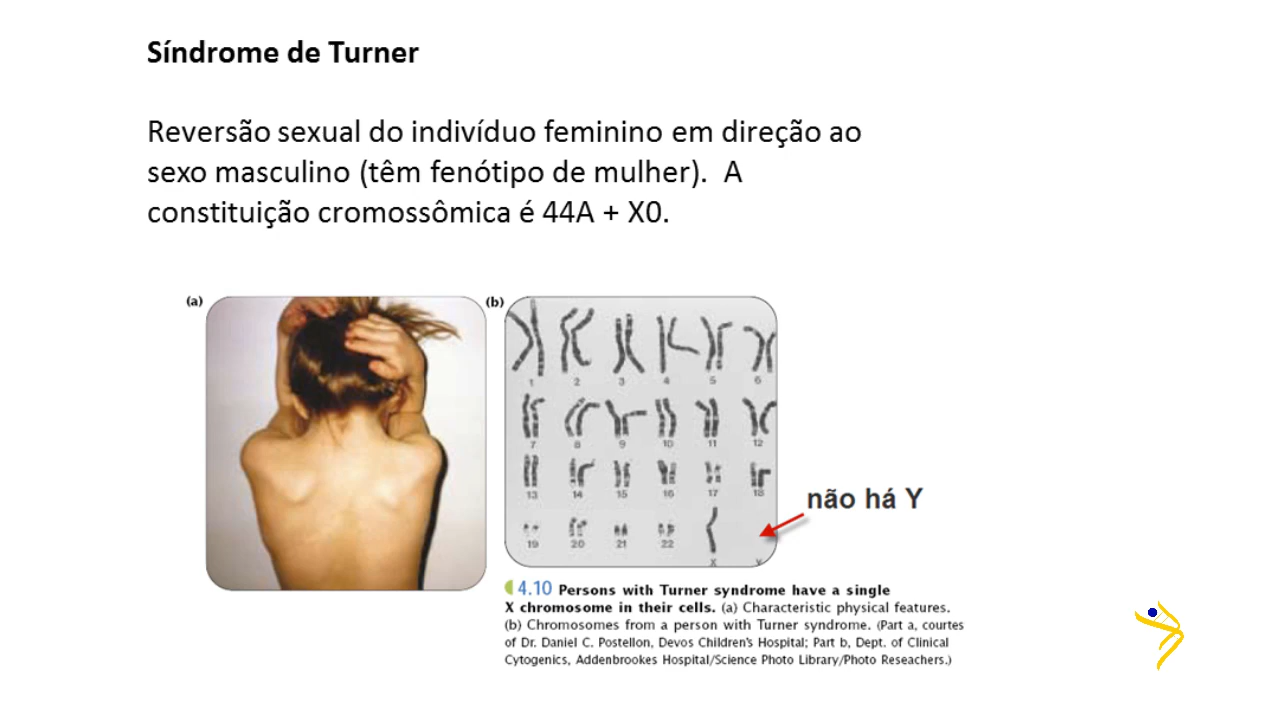 Síndrome de Turner
Reversão sexual do indivíduo feminino em direção ao
sexo masculino (têm fenótipo de mulher). A
constituição cromossômica é 44A + X0.
(a)
(b)
1 2 3 4 5 6
7 8 9 10 11 12
13 14 15 16 17 18
não há Y
19 20 21 22
X Y
4.10 Persons with Turner syndrome have a single
X chromosome in their cells. (a) Characteristic physical features.
(b) Chromosomes from a person with Turner syndrome. (Part a, courtes
of Dr. Daniel C. Postellon, Devos Children's Hospital; Part b, Dept. of Clinical
Cytogenics, Addenbrookes Hospital/Science Photo Library/Photo Reseachers.)